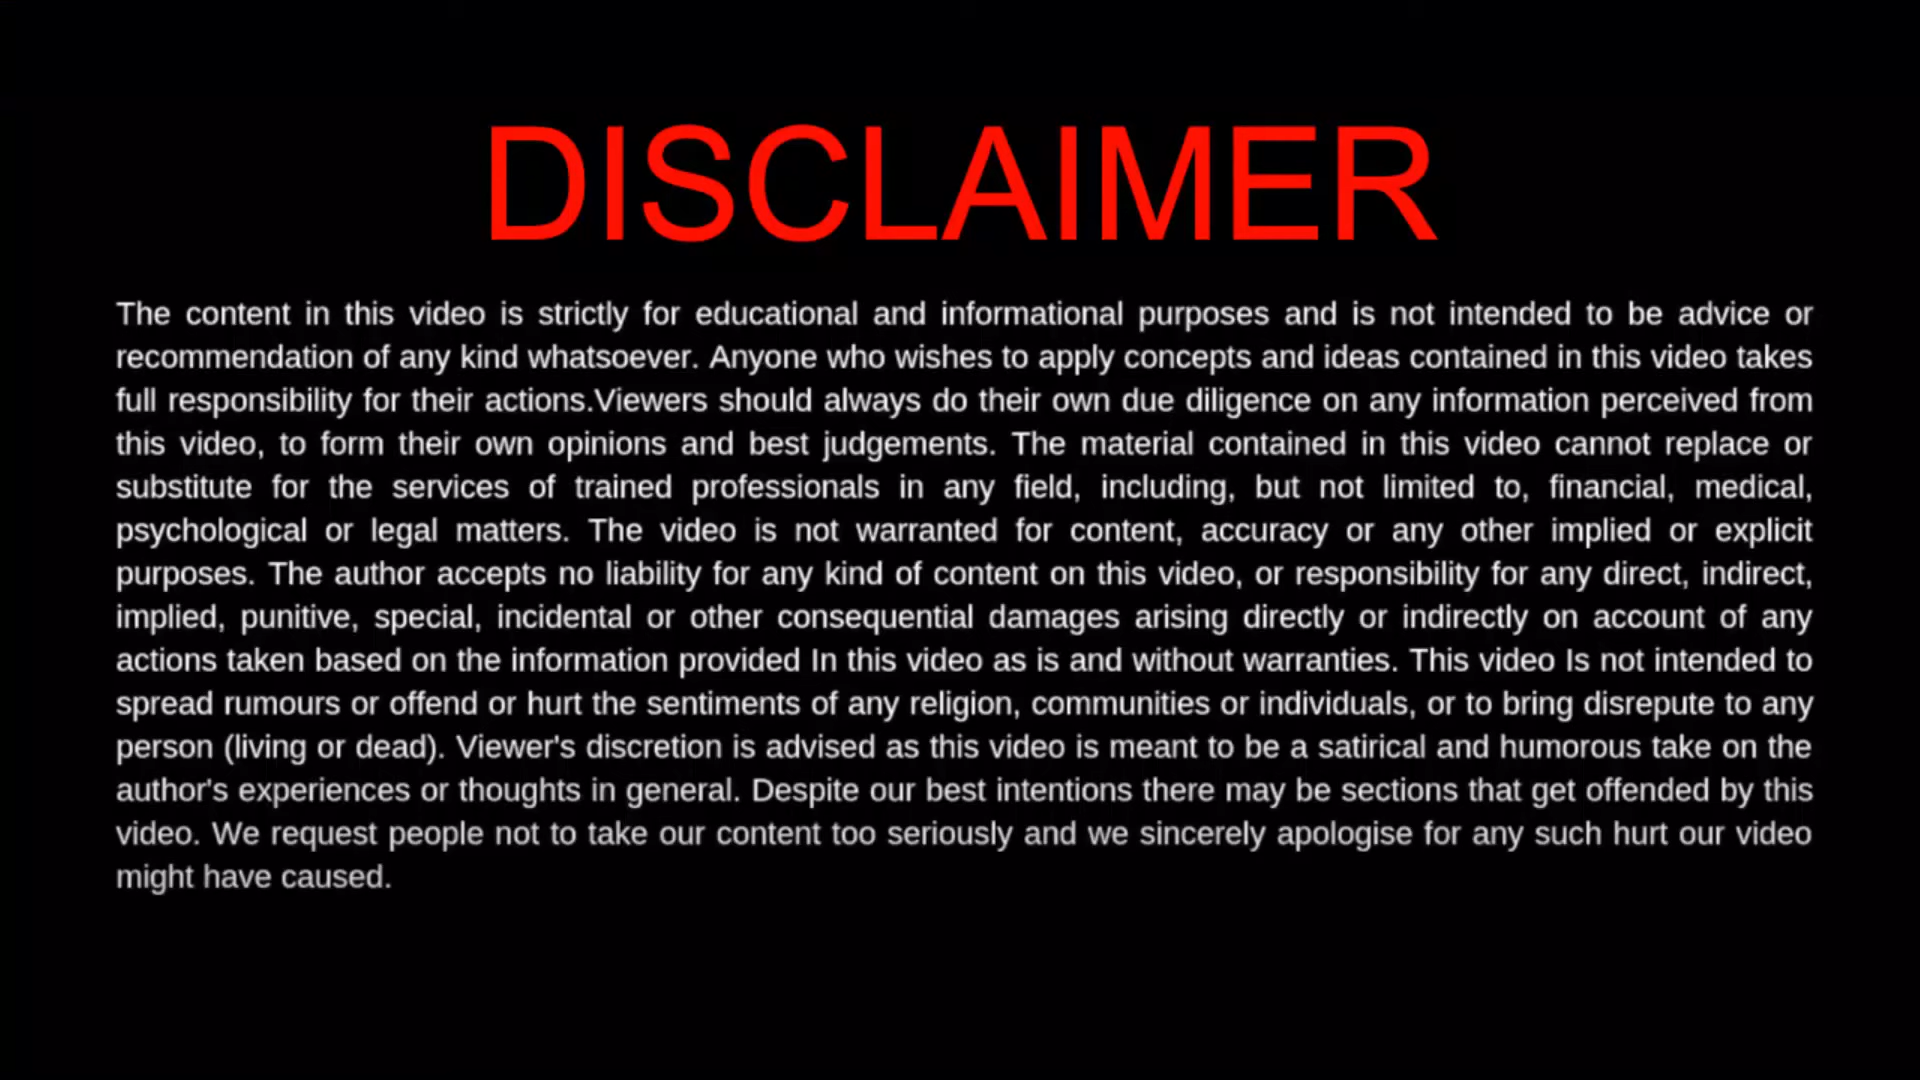 DISCLAIMER
The content in this video is strictly for educational and informational purposes and is not intended to be advice or
recommendation of any kind whatsoever. Anyone who wishes to apply concepts and ideas contained in this video takes
full responsibility for their actions.Viewers should always do their own due diligence on any information perceived from
this video, to form their own opinions and best judgements. The material contained in this video cannot replace or
substitute for the services of trained professionals in any field, including, but not limited to, financial, medical,
psychological or legal matters. The video is not warranted for content, accuracy or any other implied or explicit
purposes. The author accepts no liability for any kind of content on this video, or responsibility for any direct, indirect,
implied, punitive, special, incidental or other consequential damages arising directly or indirectly on account of any
actions taken based on the information provided In this video as is and without warranties. This video Is not intended to
spread rumours or offend or hurt the sentiments of any religion, communities or individuals, or to bring disrepute to any
person (living or dead). Viewer's discretion is advised as this video is meant to be a satirical and humorous take on the
author's experiences or thoughts in general. Despite our best intentions there may be sections that get offended by this
video. We request people not to take our content too seriously and we sincerely apologise for any such hurt our video
might have caused.